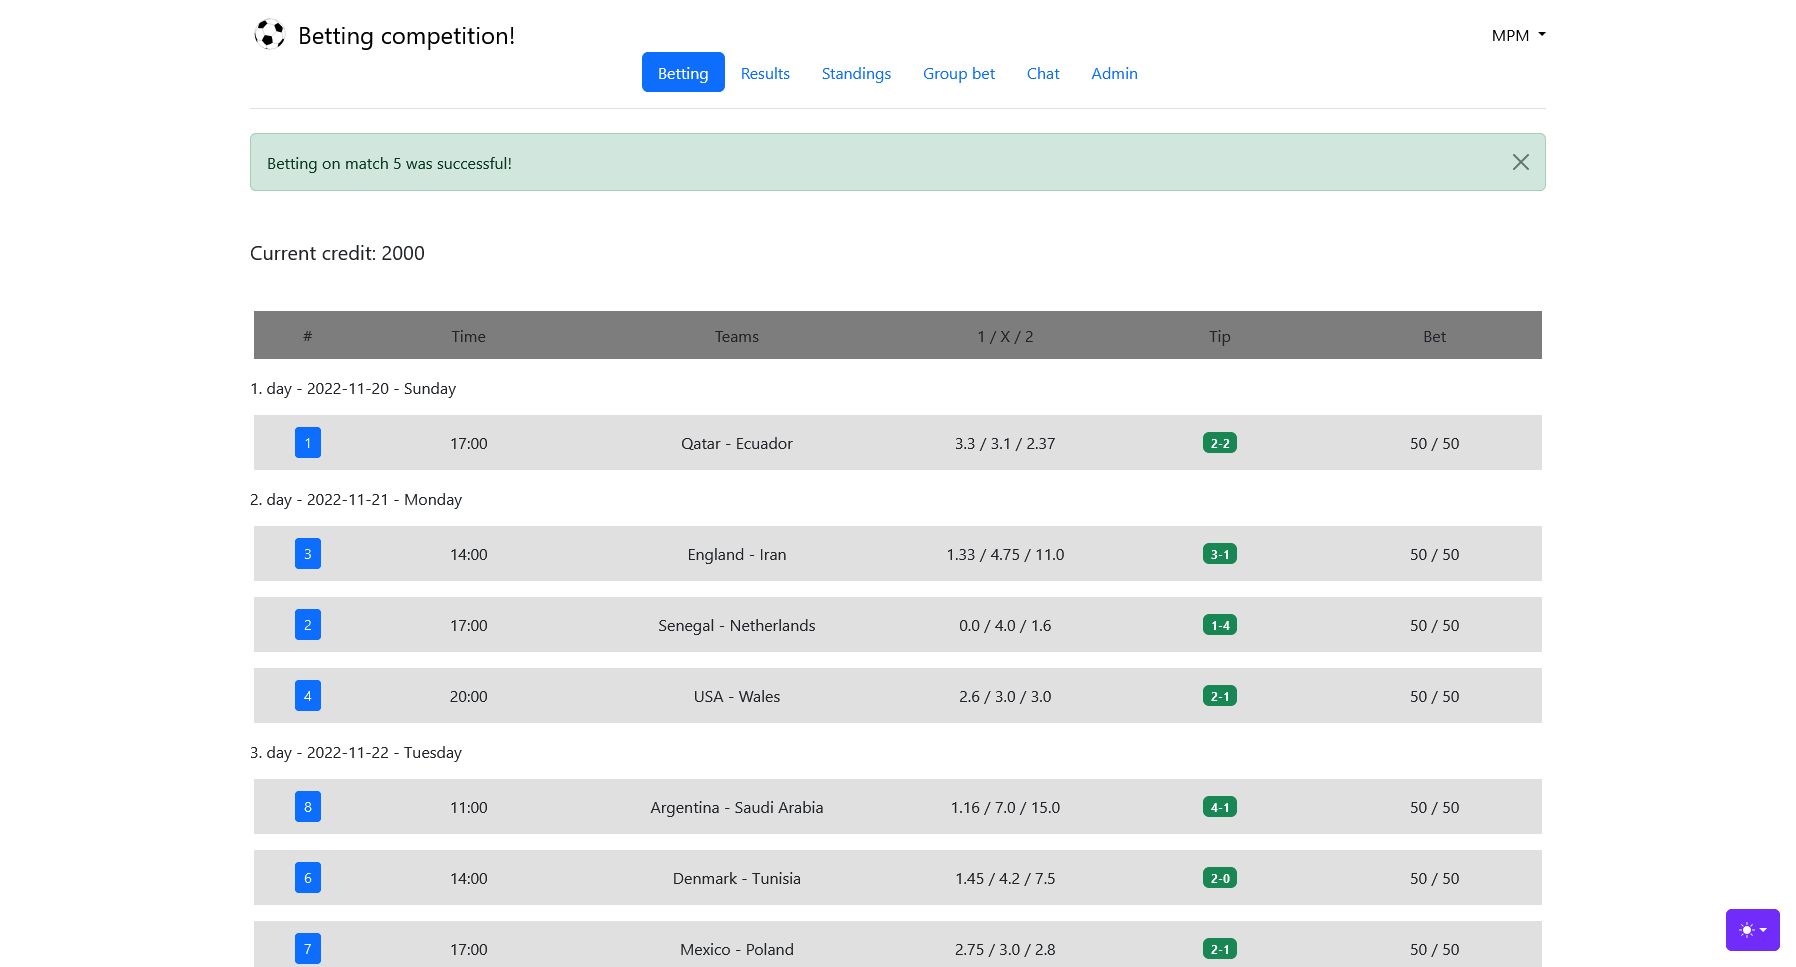 Betting competition!
MPM
Betting Results Standings Group bet Chat Admin
Betting on match 5 was successful!
Current credit: 2000
# Time Teams 1 / X / 2 Tip Bet
1. day - 2022-11-20 - Sunday
1 17:00 Qatar - Ecuador 3.3 / 3.1 / 2.37 2-2 50 / 50
2. day - 2022-11-21 - Monday
3 14:00 England - Iran 1.33 / 4.75 / 11.0 3-1 50 / 50
2 17:00 Senegal - Netherlands 0.0 / 4.0 / 1.6 1-4 50 / 50
4 20:00 USA - Wales 2.6 / 3.0 / 3.0 2-1 50 / 50
3. day - 2022-11-22 - Tuesday
8 11:00 Argentina - Saudi Arabia 1.16 / 7.0 / 15.0 4-1 50 / 50
6 14:00 Denmark - Tunisia 1.45 / 4.2 / 7.5 2-0 50 / 50
7 17:00 Mexico - Poland 2.75 / 3.0 / 2.8 2-1 50 / 50